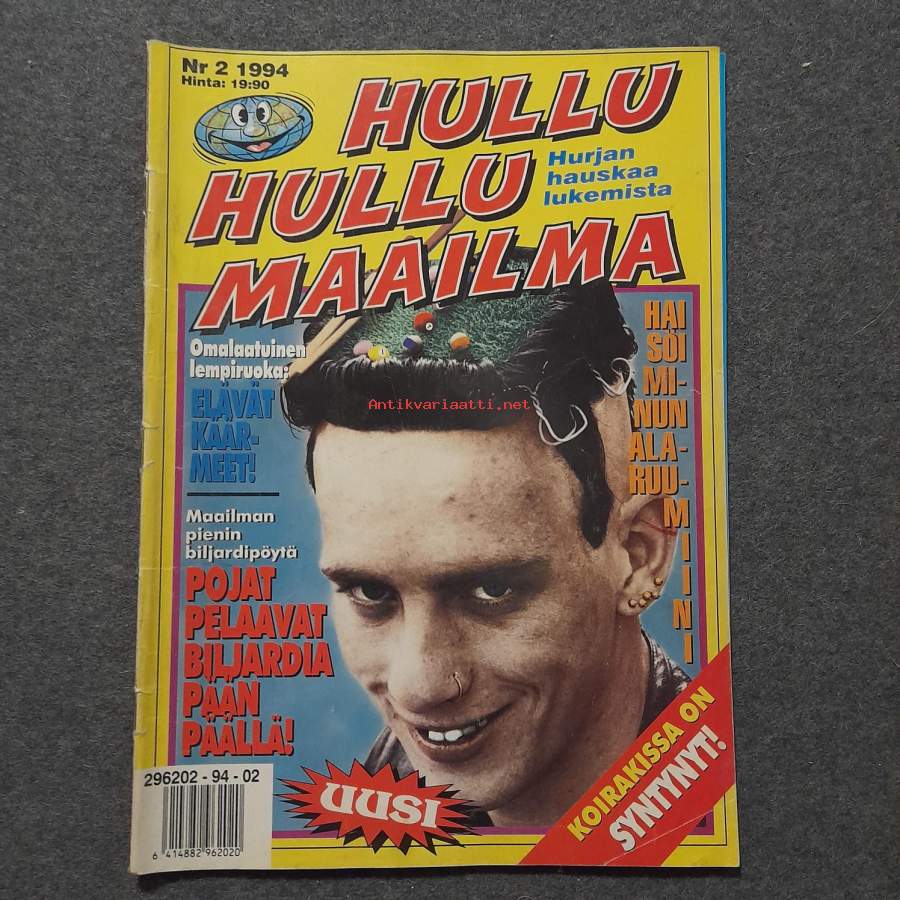 Nr 2 1994
Hinta: 19:90
HULLU
HULLU
MAAILMA
Hurjan
hauskaa
lukemista
Omalaatuinen
lempiruoka:
ELÄVÄT
KÄÄR-
MEET!
Maailman
pienin
biljardipöytä
POJAT
PELAAVAT
BILJARDIA
PÄÄN
PÄÄLLÄ!
HAI
SÖI
MI-
NUN
ALA-
RUU-
M
I
I
N
I
Antikvariaatti.net
UUSI
KOIRAKISSA ON
SYNTYNYT!
296202 - 94 - 02
6 414882 962020